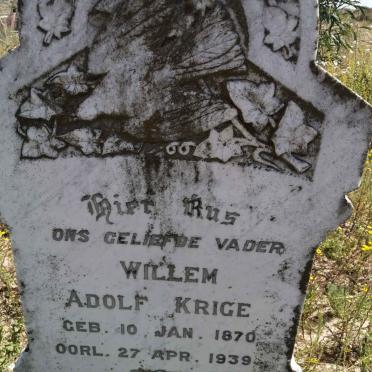 Hier Rus
ONS GELIEFDE VADER
WILLEM
ADOLF KRIGE
GEB. 10 JAN. 1870
OORL. 27 APR. 1939